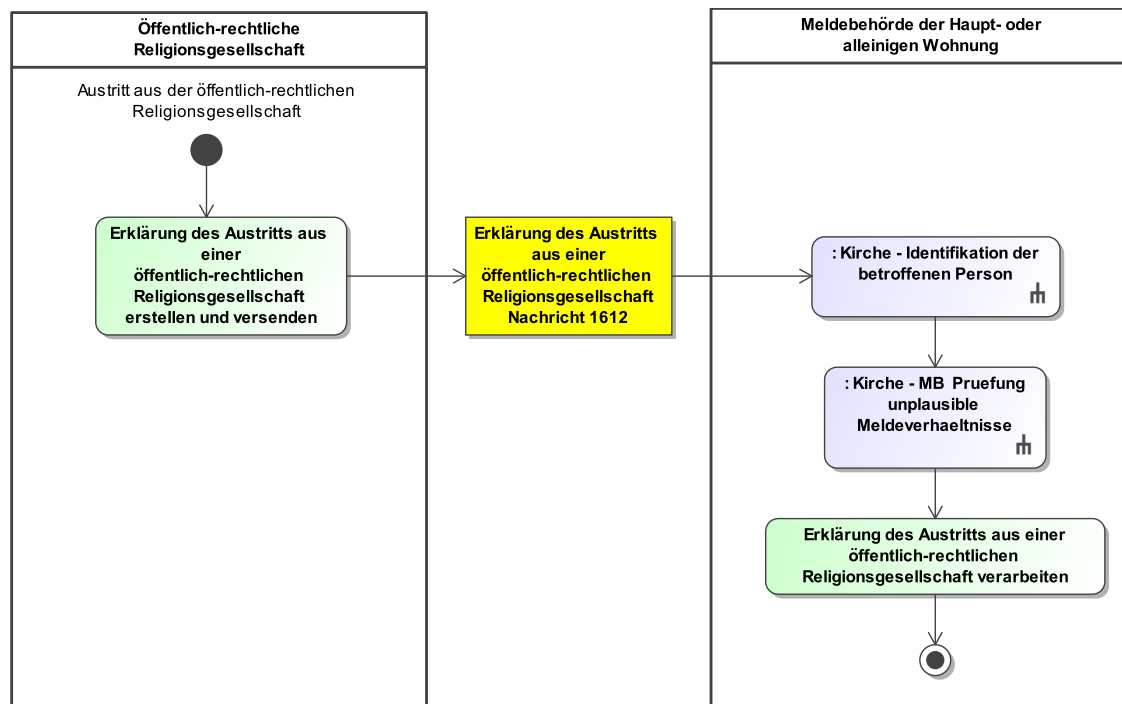 Öffentlich-rechtliche
Religionsgesellschaft
Meldebehörde der Haupt- oder
alleinigen Wohnung
Austritt aus der öffentlich-rechtlichen
Religionsgesellschaft
Erklärung des Austritts aus
einer
öffentlich-rechtlichen
Religionsgesellschaft
erstellen und versenden
Erklärung des Austritts
aus einer
öffentlich-rechtlichen
Religionsgesellschaft
Nachricht 1612
: Kirche - Identifikation der
betroffenen Person
: Kirche - MB  Pruefung
unplausible
Meldeverhaeltnisse
Erklärung des Austritts aus einer
öffentlich-rechtlichen
Religionsgesellschaft verarbeiten